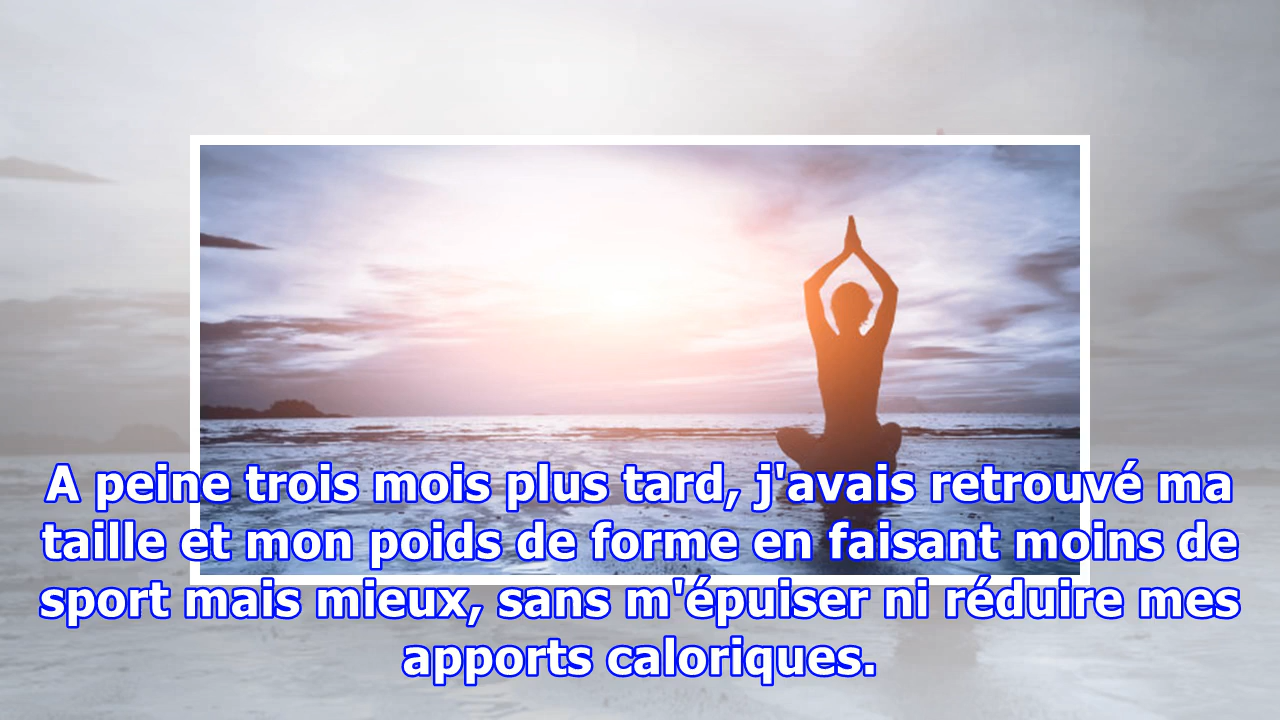 A peine trois mois plus tard, j'avais retrouvé ma
taille et mon poids de forme en faisant moins de
sport mais mieux, sans m'épuiser ni réduire mes
apports caloriques.